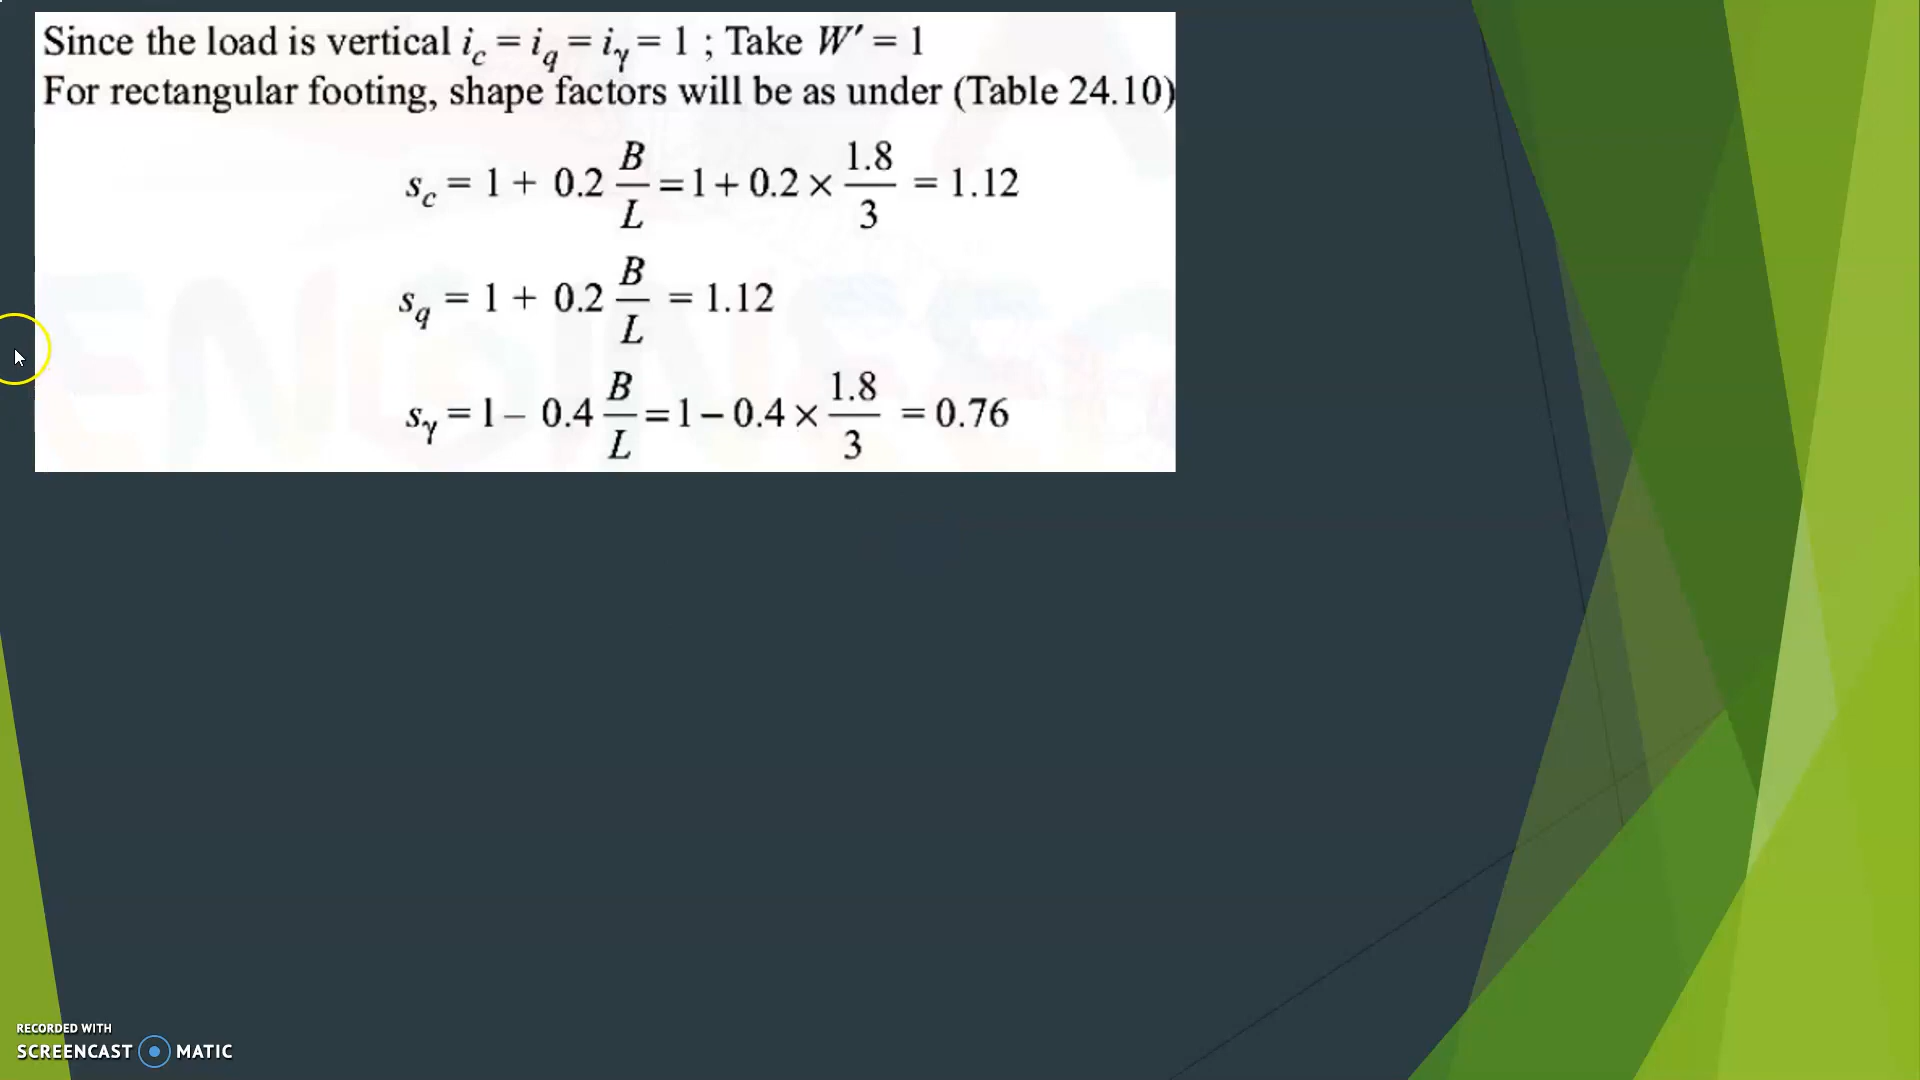 Since the load is vertical i_c = i_q = i_γ = 1 ; Take W′ = 1
For rectangular footing, shape factors will be as under (Table 24.10)
s_c = 1 + 0.2 B/L = 1 + 0.2 × 1.8/3 = 1.12
s_q = 1 + 0.2 B/L = 1.12
s_γ = 1 – 0.4 B/L = 1 – 0.4 × 1.8/3 = 0.76
RECORDED WITH
SCREENCAST MATIC